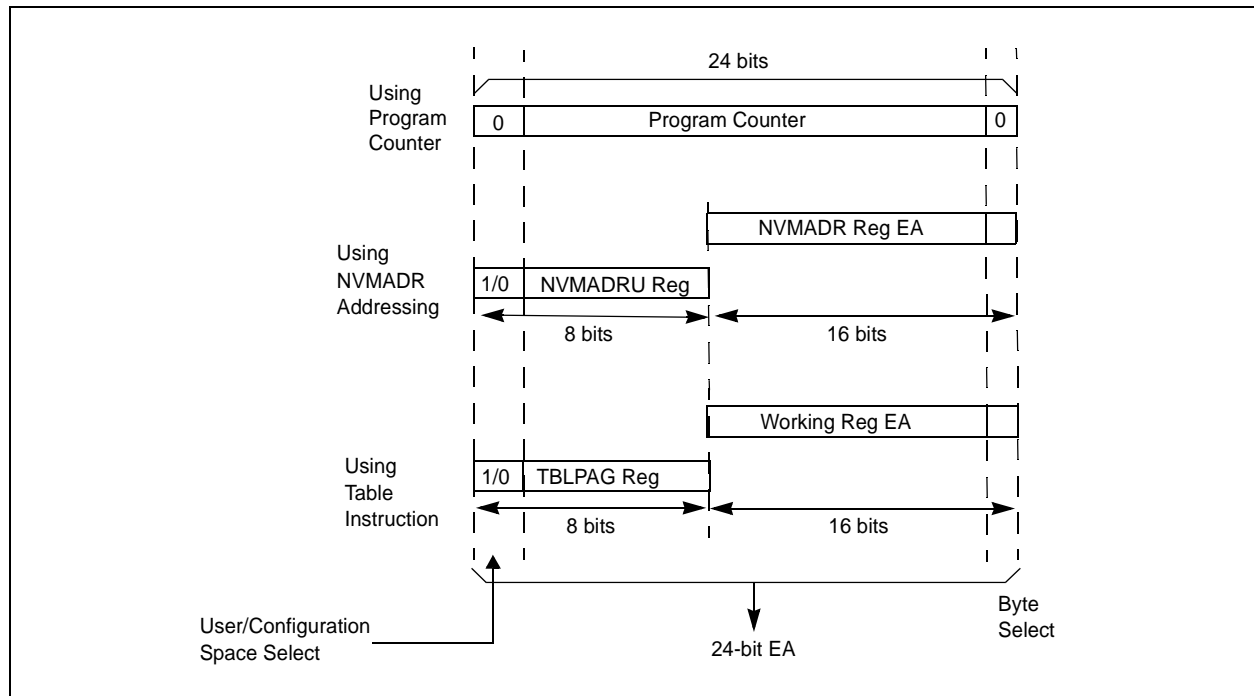 24 bits
Using
Program
Counter
0
Program Counter
0
NVMADR Reg EA
Using
NVMADR
Addressing
1/0
NVMADRU Reg
8 bits
16 bits
Working Reg EA
Using
Table
Instruction
1/0
TBLPAG Reg
8 bits
16 bits
User/Configuration
Space Select
24-bit EA
Byte
Select